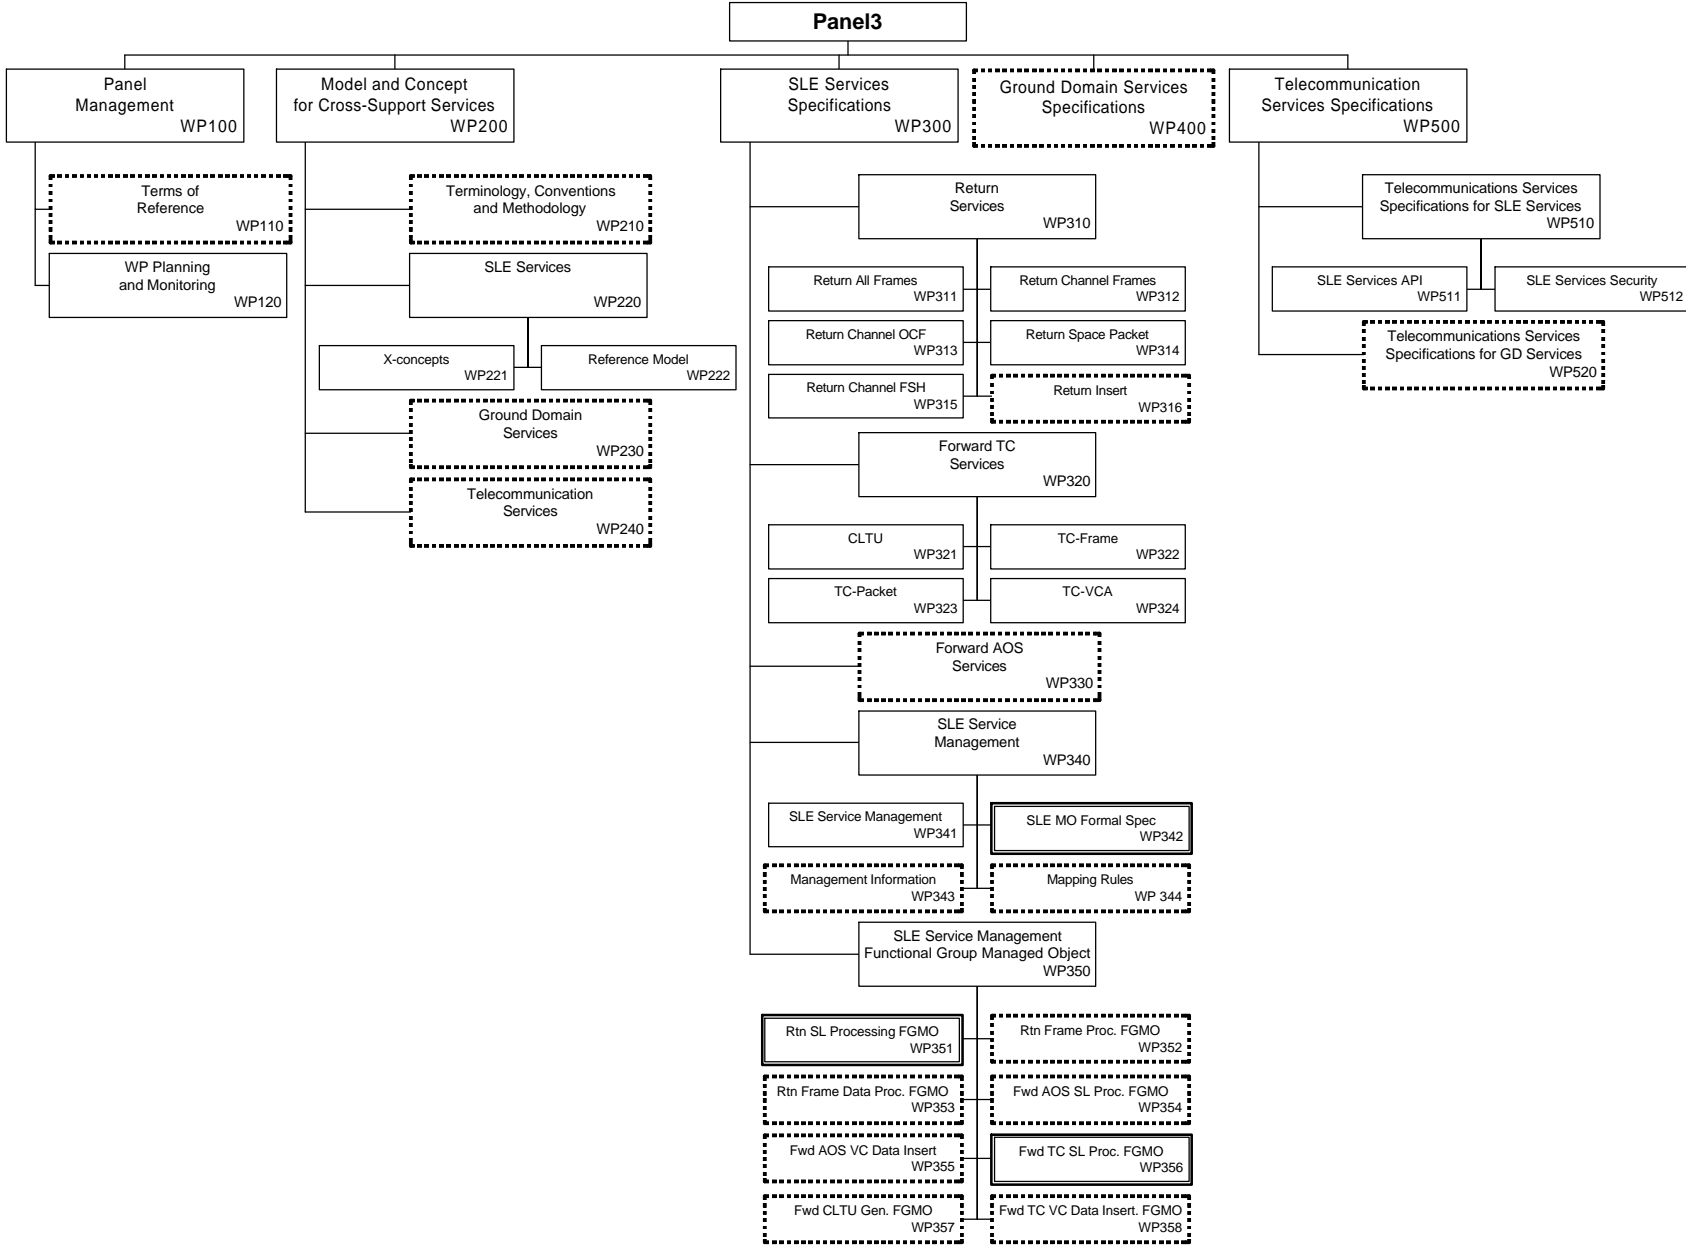 Panel3
Panel
Management
WP100
Model and Concept
for Cross-Support Services
WP200
SLE Services
Specifications
WP300
Ground Domain Services
Specifications
WP400
Telecommunication
Services Specifications
WP500
Terms of
Reference
WP110
WP Planning
and Monitoring
WP120
Terminology, Conventions
and Methodology
WP210
SLE Services
WP220
X-concepts
WP221
Reference Model
WP222
Ground Domain
Services
WP230
Telecommunication
Services
WP240
Return
Services
WP310
Return All Frames
WP311
Return Channel Frames
WP312
Return Channel OCF
WP313
Return Space Packet
WP314
Return Channel FSH
WP315
Return Insert
WP316
Forward TC
Services
WP320
CLTU
WP321
TC-Frame
WP322
TC-Packet
WP323
TC-VCA
WP324
Forward AOS
Services
WP330
SLE Service
Management
WP340
SLE Service Management
WP341
SLE MO Formal Spec
WP342
Management Information
WP343
Mapping Rules
WP 344
SLE Service Management
Functional Group Managed Object
WP350
Rtn SL Processing FGMO
WP351
Rtn Frame Proc. FGMO
WP352
Rtn Frame Data Proc. FGMO
WP353
Fwd AOS SL Proc. FGMO
WP354
Fwd AOS VC Data Insert
WP355
Fwd TC SL Proc. FGMO
WP356
Fwd CLTU Gen. FGMO
WP357
Fwd TC VC Data Insert. FGMO
WP358
Telecommunications Services
Specifications for SLE Services
WP510
SLE Services API
WP511
SLE Services Security
WP512
Telecommunications Services
Specifications for GD Services
WP520